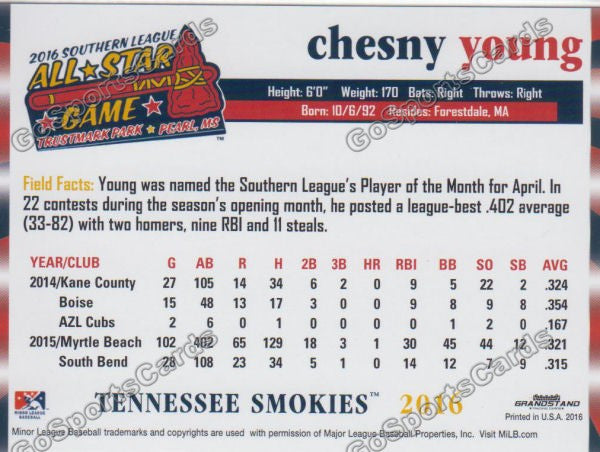 2016 SOUTHERN LEAGUE
ALL★STAR
GAME
TRUSTMARK PARK ★ PEARL, MS
™
chesny young
Height: 6'0" Weight: 170 Bats: Right Throws: Right
Born: 10/6/92 Resides: Forestdale, MA
Field Facts: Young was named the Southern League's Player of the Month for April. In
22 contests during the season's opening month, he posted a league-best .402 average
(33-82) with two homers, nine RBI and 11 steals.
YEAR/CLUB G AB R H 2B 3B HR RBI BB SO SB AVG
2014/Kane County 27 105 14 34 6 2 0 9 5 22 2 .324
Boise 15 48 13 17 3 0 0 9 8 9 8 .354
AZL Cubs 2 6 0 1 0 0 0 0 1 2 0 .167
2015/Myrtle Beach 102 402 65 129 18 3 1 30 45 44 12 .321
South Bend 28 108 23 34 5 1 0 14 12 7 9 .315
MINOR LEAGUE
BASEBALL
TENNESSEE SMOKIES™ 2016
GRANDSTAND
Printed in U.S.A. 2016
Minor League Baseball trademarks and copyrights are used with permission of Major League Baseball Properties, Inc. Visit MiLB.com.
GoSportsCards
GoSportsCards
GoSportsCards
GoSportsCards
GoSportsCards
GoSportsCards